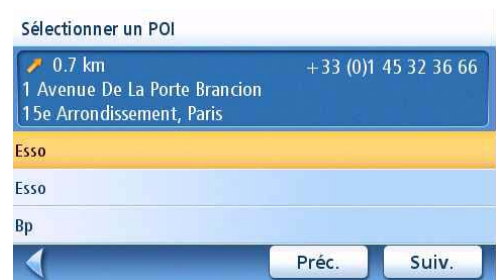 Sélectionner un POI
0.7 km +33 (0)1 45 32 36 66
1 Avenue De La Porte Brancion
15e Arrondissement, Paris
Esso
Esso
Bp
Préc. Suiv.